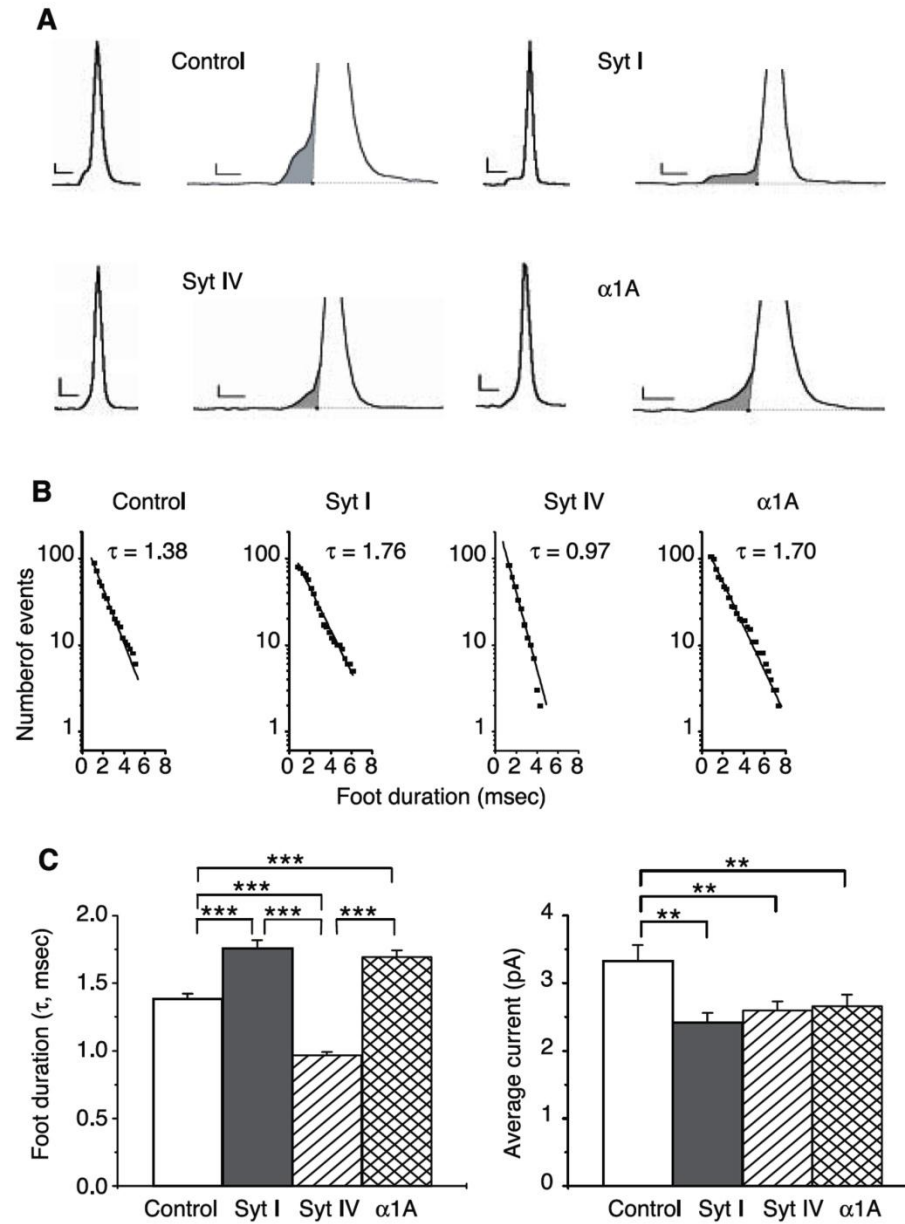 A
Control
Syt I
Syt IV
α1A
B
Control
Syt I
Syt IV
α1A
τ = 1.38
τ = 1.76
τ = 0.97
τ = 1.70
100
10
1
100
10
1
100
10
1
100
10
1
Numberof events
0 2 4 6 8
0 2 4 6 8
0 2 4 6 8
0 2 4 6 8
Foot duration (msec)
C
***
***
*** *** ***
2.0
1.5
1.0
0.5
0.0
Foot duration (τ, msec)
Control Syt I Syt IV α1A
**
**
**
4
3
2
1
0
Average current (pA)
Control Syt I Syt IV α1A